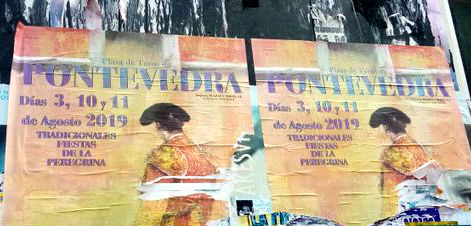 Plaza de Toros de
PONTEVEDRA
Días 3, 10 y 11
de Agosto 2019
TRADICIONALES
FIESTAS
DE LA
PEREGRINA
Plaza de Toros de
PONTEVEDRA
Días 3, 10 y 11
de Agosto 2019
TRADICIONALES
FIESTAS
DE LA
PEREGRINA